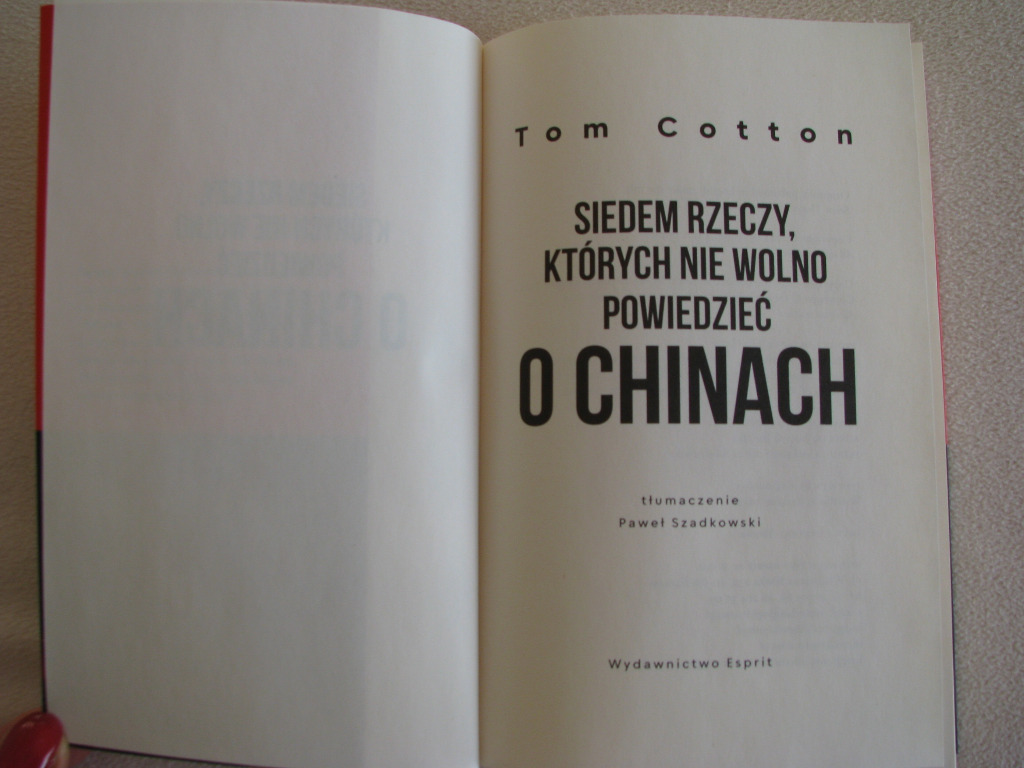 Tom Cotton
SIEDEM RZECZY,
KTÓRYCH NIE WOLNO
POWIEDZIEĆ
O CHINACH
tłumaczenie
Paweł Szadkowski
Wydawnictwo Esprit